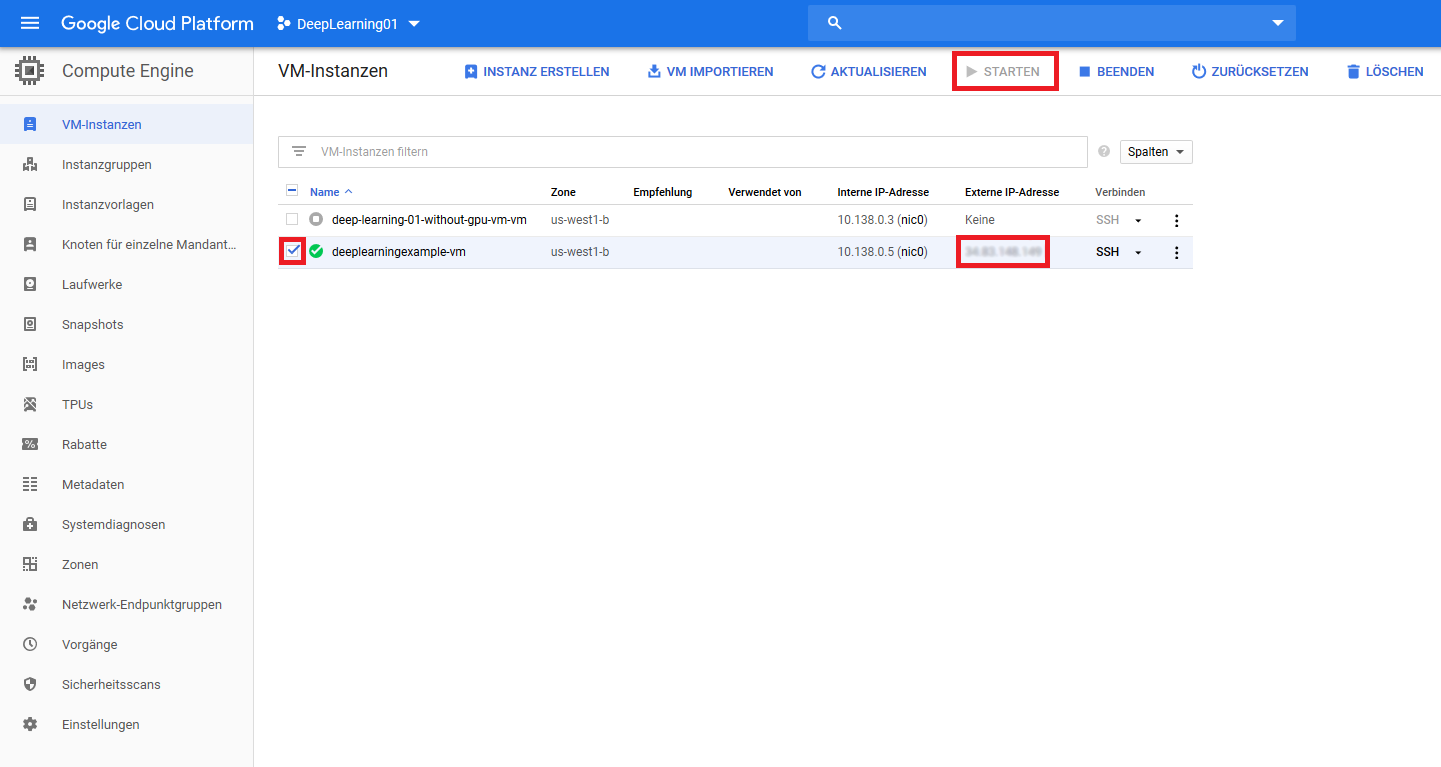 Google Cloud Platform DeepLearning01
Compute Engine
VM-Instanzen INSTANZ ERSTELLEN VM IMPORTIEREN AKTUALISIEREN STARTEN BEENDEN ZURÜCKSETZEN LÖSCHEN
VM-Instanzen
Instanzgruppen
Instanzvorlagen
Knoten für einzelne Mandant...
Laufwerke
Snapshots
Images
TPUs
Rabatte
Metadaten
Systemdiagnosen
Zonen
Netzwerk-Endpunktgruppen
Vorgänge
Sicherheitsscans
Einstellungen
VM-Instanzen filtern Spalten
Name Zone Empfehlung Verwendet von Interne IP-Adresse Externe IP-Adresse Verbinden
deep-learning-01-without-gpu-vm-vm us-west1-b 10.138.0.3 (nic0) Keine SSH
deeplearningexample-vm us-west1-b 10.138.0.5 (nic0) SSH